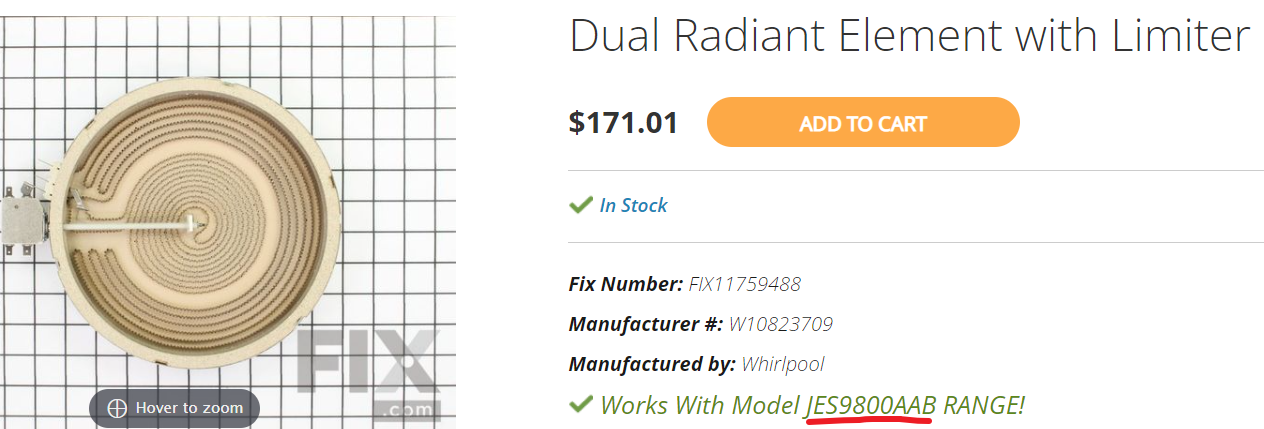 Dual Radiant Element with Limiter
$171.01
ADD TO CART
In Stock
Fix Number: FIX11759488
Manufacturer #: W10823709
Manufactured by: Whirlpool
Works With Model JES9800AAB RANGE!
FIX
.com
Hover to zoom